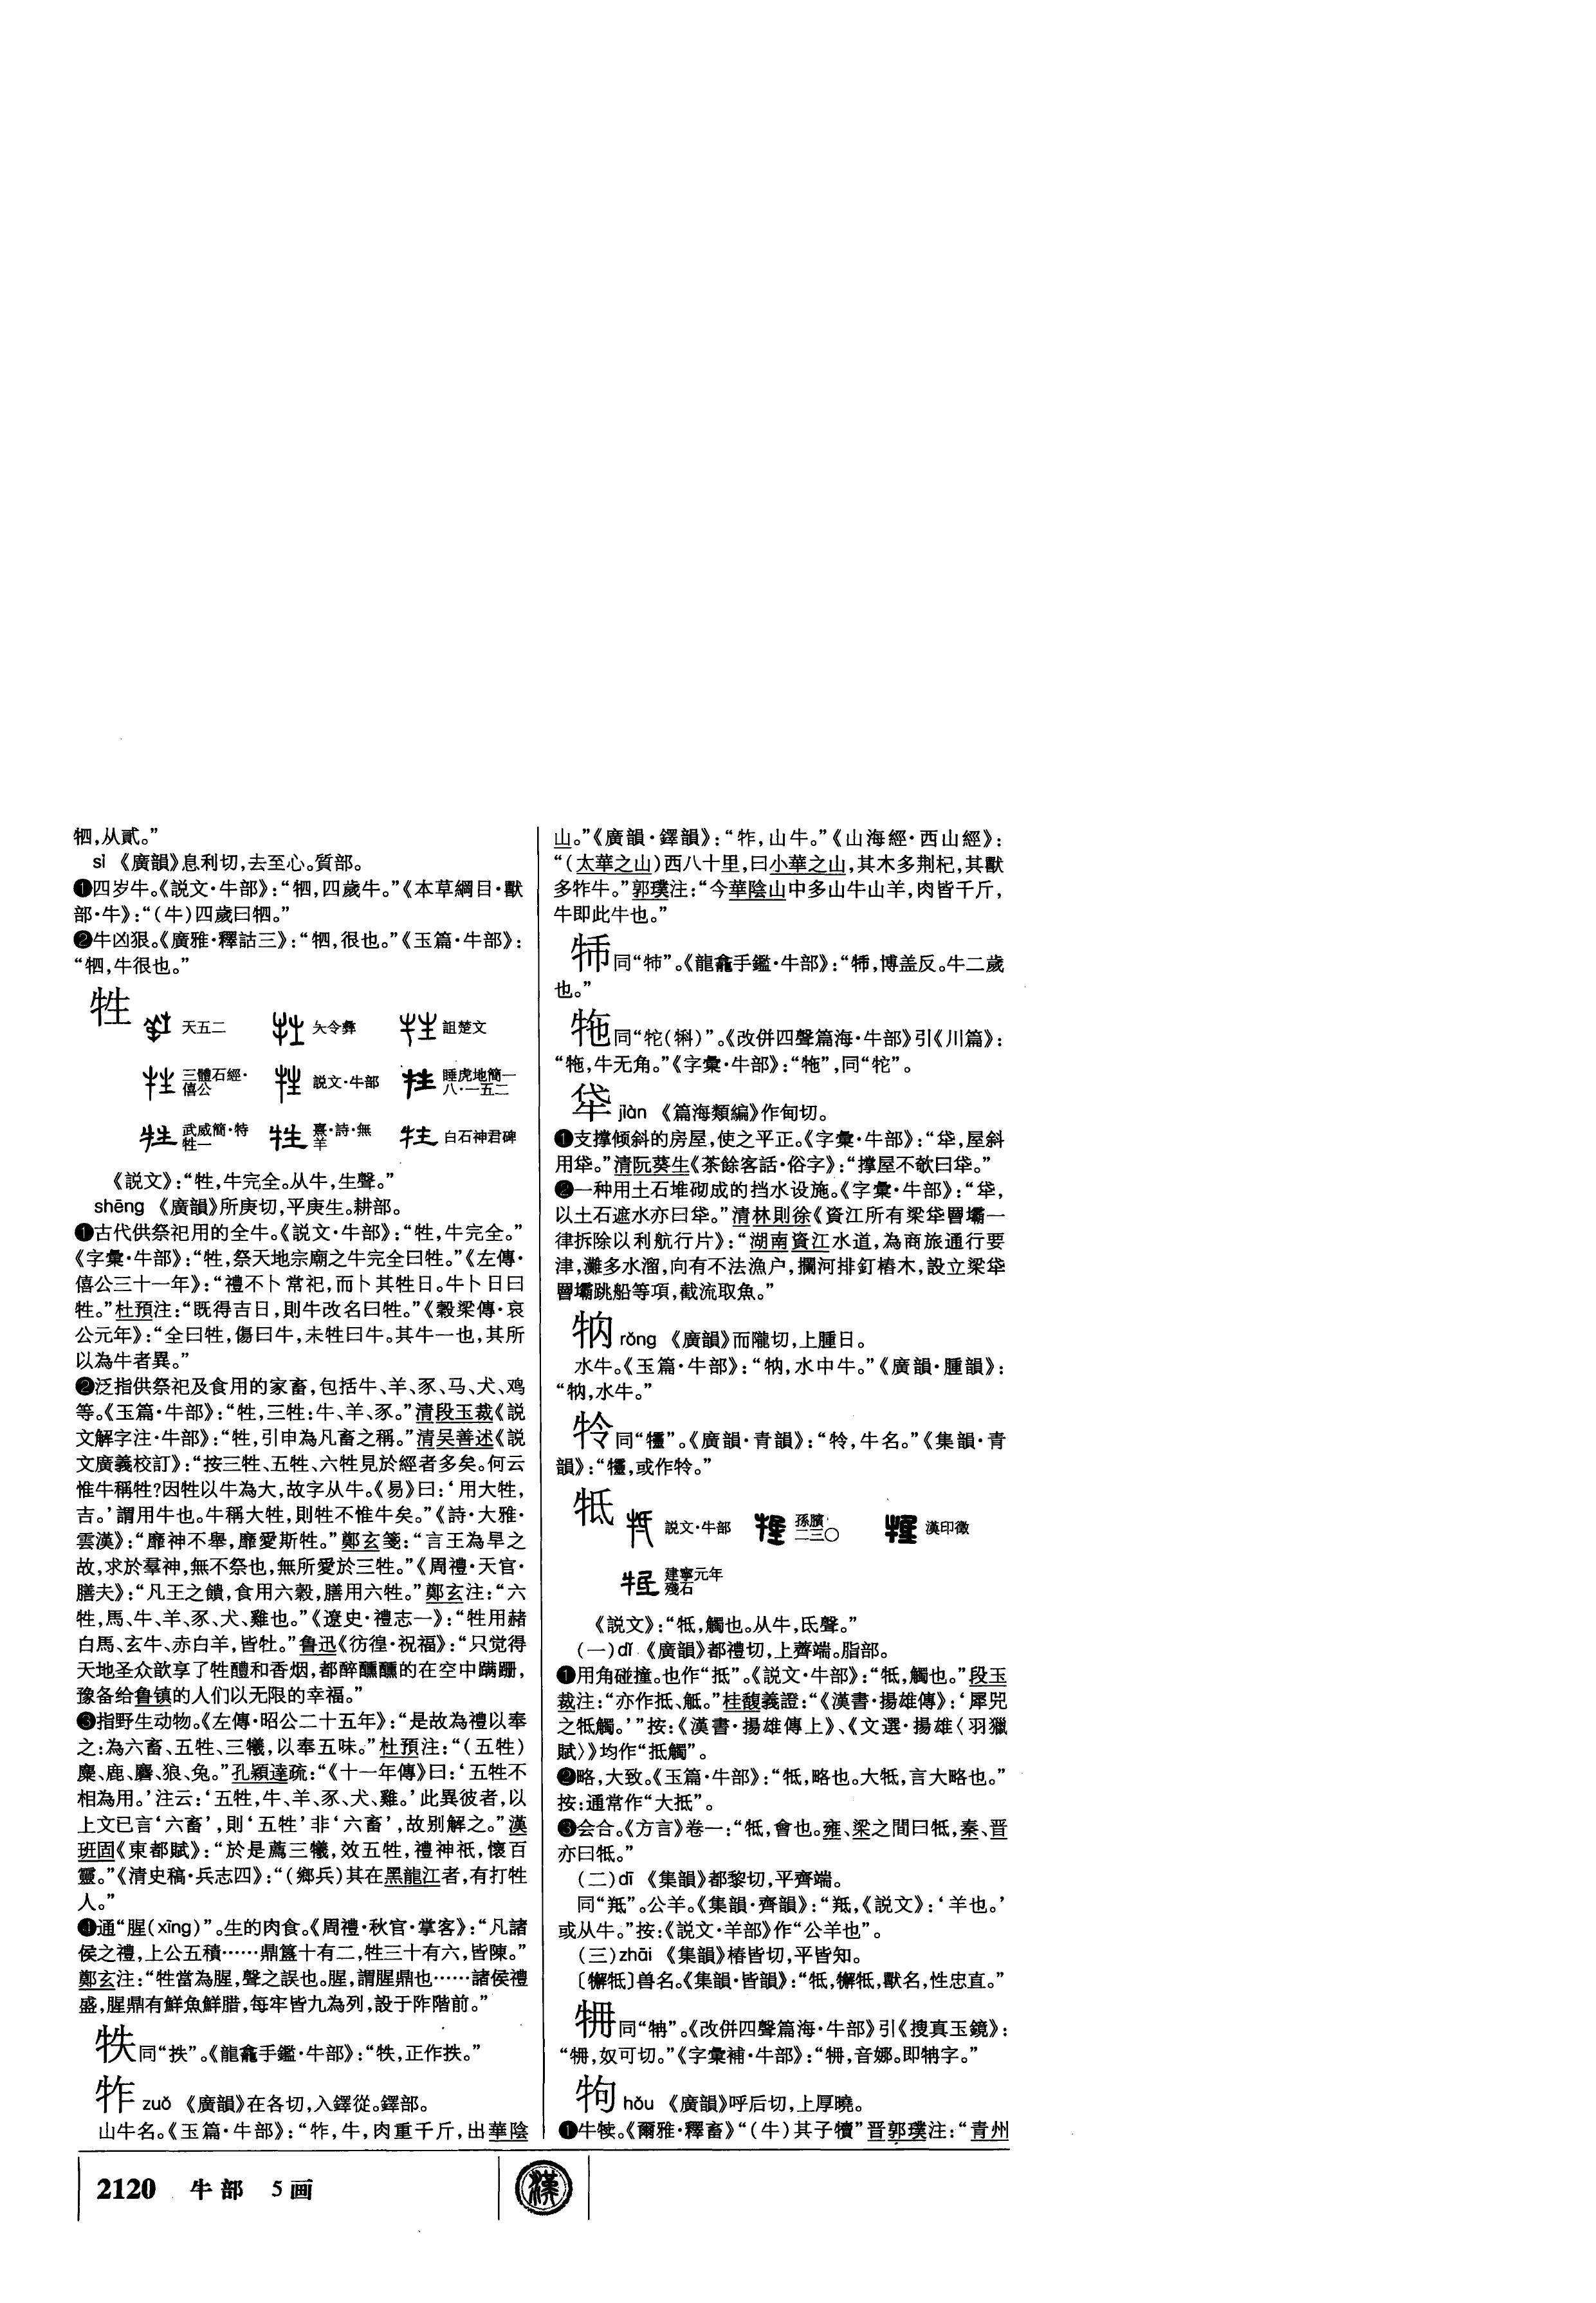 牭,从貳。”
sì 《廣韻》息利切,去至心。質部。
❶四岁牛。《説文·牛部》:“牭,四歲牛。”《本草綱目·獸
部·牛》:“(牛)四歲曰牭。”
❷牛凶狠。《廣雅·釋詁三》:“牭,很也。”《玉篇·牛部》:
“牭,牛很也。”
牲
天五二 矢令彝 詛楚文
三體石經·僖公 説文·牛部 睡虎地簡一八·一五二
武威簡·特牲一 熹·詩·無羊 白石神君碑
《説文》:“牲,牛完全。从牛,生聲。”
shēng 《廣韻》所庚切,平庚生。耕部。
❶古代供祭祀用的全牛。《説文·牛部》:“牲,牛完全。”
《字彙·牛部》:“牲,祭天地宗廟之牛完全曰牲。”《左傳·
僖公三十一年》:“禮不卜常祀,而卜其牲日。牛卜日曰
牲。”杜預注:“既得吉日,則牛改名曰牲。”《穀梁傳·哀
公元年》:“全曰牲,傷曰牛,未牲曰牛。其牛一也,其所
以為牛者異。”
❷泛指供祭祀及食用的家畜,包括牛、羊、豕、马、犬、鸡
等。《玉篇·牛部》:“牲,三牲:牛、羊、豕。”清段玉裁《説
文解字注·牛部》:“牲,引申為凡畜之稱。”清吴善述《説
文廣義校訂》:“按三牲、五牲、六牲見於經者多矣。何云
惟牛稱牲?因牲以牛為大,故字从牛。《易》曰:‘用大牲,
吉。’謂用牛也。牛稱大牲,則牲不惟牛矣。”《詩·大雅·
雲漢》:“靡神不舉,靡愛斯牲。”鄭玄箋:“言王為旱之
故,求於羣神,無不祭也,無所愛於三牲。”《周禮·天官·
膳夫》:“凡王之饋,食用六穀,膳用六牲。”鄭玄注:“六
牲,馬、牛、羊、豕、犬、雞也。”《遼史·禮志一》:“牲用赭
白馬、玄牛、赤白羊,皆牡。”鲁迅《彷徨·祝福》:“只觉得
天地圣众歆享了牲醴和香烟,都醉醺醺的在空中蹒跚,
豫备给鲁镇的人们以无限的幸福。”
❸指野生动物。《左傳·昭公二十五年》:“是故為禮以奉
之:為六畜、五牲、三犧,以奉五味。”杜預注:“(五牲)
麋、鹿、麏、狼、兔。”孔穎達疏:“《十一年傳》曰:‘五牲不
相為用。’注云:‘五牲,牛、羊、豕、犬、雞。’此異彼者,以
上文已言‘六畜’,則‘五牲’非‘六畜’,故别解之。”漢
班固《東都賦》:“於是薦三犧,效五牲,禮神祇,懷百
靈。”《清史稿·兵志四》:“(鄉兵)其在黑龍江者,有打牲
人。”
❹通“腥(xīng)”。生的肉食。《周禮·秋官·掌客》:“凡諸
侯之禮,上公五積……鼎簋十有二,牲三十有六,皆陳。”
鄭玄注:“牲當為腥,聲之誤也。腥,謂腥鼎也……諸侯禮
盛,腥鼎有鮮魚鮮腊,每牢皆九為列,設于阼階前。”
牫同“㧒”。《龍龕手鑑·牛部》:“牫,正作㧒。”
㸲 zuó 《廣韻》在各切,入鐸從。鐸部。
山牛名。《玉篇·牛部》:“㸲,牛,肉重千斤,出華陰
山。”《廣韻·鐸韻》:“㸲,山牛。”《山海經·西山經》:
“(太華之山)西八十里,曰小華之山,其木多荆杞,其獸
多㸲牛。”郭璞注:“今華陰山中多山牛山羊,肉皆千斤,
牛即此牛也。”
㸬同“㸬”。《龍龕手鑑·牛部》:“㸬,博盖反。牛二歲
也。”
㸱同“牠(㸰)”。《改併四聲篇海·牛部》引《川篇》:
“㸱,牛无角。”《字彙·牛部》:“㸱”,同“牠”。
牮 jiàn 《篇海類編》作甸切。
❶支撑倾斜的房屋,使之平正。《字彙·牛部》:“牮,屋斜
用牮。”清阮葵生《茶餘客話·俗字》:“撐屋不欹曰牮。”
❷一种用土石堆砌成的挡水设施。《字彙·牛部》:“牮,
以土石遮水亦曰牮。”清林則徐《資江所有梁牮罾壩一
律拆除以利航行片》:“湖南資江水道,為商旅通行要
津,灘多水溜,向有不法漁户,攔河排釘樁木,設立梁牮
罾壩跳船等項,截流取魚。”
㹐 rǒng 《廣韻》而隴切,上腫日。
水牛。《玉篇·牛部》:“㹐,水中牛。”《廣韻·腫韻》:
“㹐,水牛。”
㸳同“𤛿”。《廣韻·青韻》:“㸳,牛名。”《集韻·青
韻》:“𤛿,或作㸳。”
牴
説文·牛部 孫臏二三〇 漢印徵
建寧元年殘石
《説文》:“牴,觸也。从牛,氐聲。”
(一)dǐ 《廣韻》都禮切,上薺端。脂部。
❶用角碰撞。也作“抵”。《説文·牛部》:“牴,觸也。”段玉
裁注:“亦作抵、觝。”桂馥義證:“《漢書·揚雄傳》:‘犀兕
之牴觸。’”按:《漢書·揚雄傳上》、《文選·揚雄〈羽獵
賦〉》均作“抵觸”。
❷略,大致。《玉篇·牛部》:“牴,略也。大牴,言大略也。”
按:通常作“大抵”。
❸会合。《方言》卷一:“牴,會也。雍、梁之間曰牴,秦、晋
亦曰牴。”
(二)dī 《集韻》都黎切,平齊端。
同“羝”。公羊。《集韻·齊韻》:“羝,《説文》:‘羊也。’
或从牛。”按:《説文·羊部》作“公羊也”。
(三)zhāi 《集韻》樁皆切,平皆知。
〔㺍牴〕兽名。《集韻·皆韻》:“牴,㺍牴,獸名,性忠直。”
同“㸹”。《改併四聲篇海·牛部》引《搜真玉鏡》:
奴可切。”《字彙補·牛部》:音娜。即㸹字。”
㸸 hǒu 《廣韻》呼后切,上厚曉。
❶牛犊。《爾雅·釋畜》“(牛)其子犢”晋郭璞注:“青州
2120 牛部 5画
漢